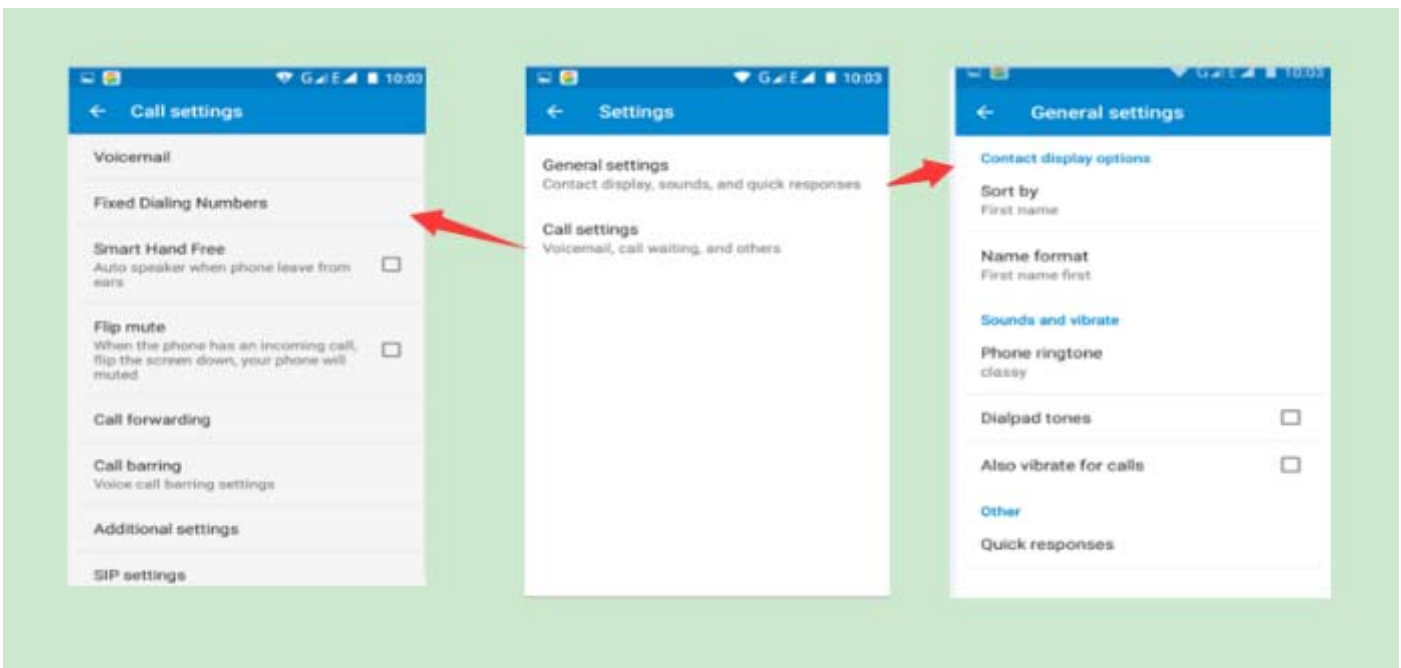 G E 10:03
Call settings
Voicemail
Fixed Dialing Numbers
Smart Hand Free
Auto speaker when phone leave from
ears
Flip mute
When the phone has an incoming call,
flip the screen down, your phone will
muted
Call forwarding
Call barring
Voice call barring settings
Additional settings
SIP settings
G E 10:03
Settings
General settings
Contact display, sounds, and quick responses
Call settings
Voicemail, call waiting, and others
G E 10:03
General settings
Contact display options
Sort by
First name
Name format
First name first
Sounds and vibrate
Phone ringtone
classy
Dialpad tones
Also vibrate for calls
Other
Quick responses